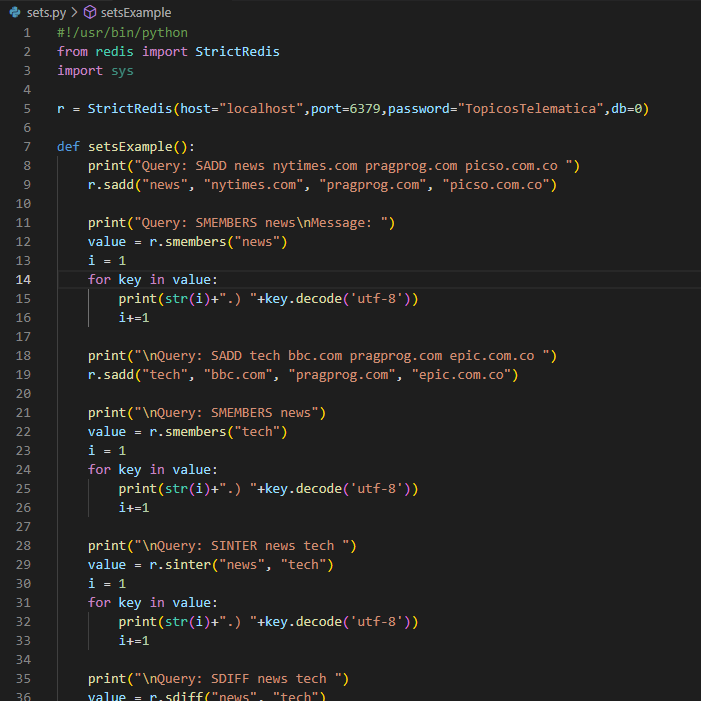 sets.py > setsExample
1 #!/usr/bin/python
2 from redis import StrictRedis
3 import sys
4
5 r = StrictRedis(host="localhost",port=6379,password="TopicosTelematica",db=0)
6
7 def setsExample():
8     print("Query: SADD news nytimes.com pragprog.com picso.com.co ")
9     r.sadd("news", "nytimes.com", "pragprog.com", "picso.com.co")
10
11     print("Query: SMEMBERS news\nMessage: ")
12     value = r.smembers("news")
13     i = 1
14     for key in value:
15         print(str(i)+".) "+key.decode('utf-8'))
16         i+=1
17
18     print("\nQuery: SADD tech bbc.com pragprog.com epic.com.co ")
19     r.sadd("tech", "bbc.com", "pragprog.com", "epic.com.co")
20
21     print("\nQuery: SMEMBERS news")
22     value = r.smembers("tech")
23     i = 1
24     for key in value:
25         print(str(i)+".) "+key.decode('utf-8'))
26         i+=1
27
28     print("\nQuery: SINTER news tech ")
29     value = r.sinter("news", "tech")
30     i = 1
31     for key in value:
32         print(str(i)+".) "+key.decode('utf-8'))
33         i+=1
34
35     print("\nQuery: SDIFF news tech ")
36     value = r.sdiff("news", "tech")